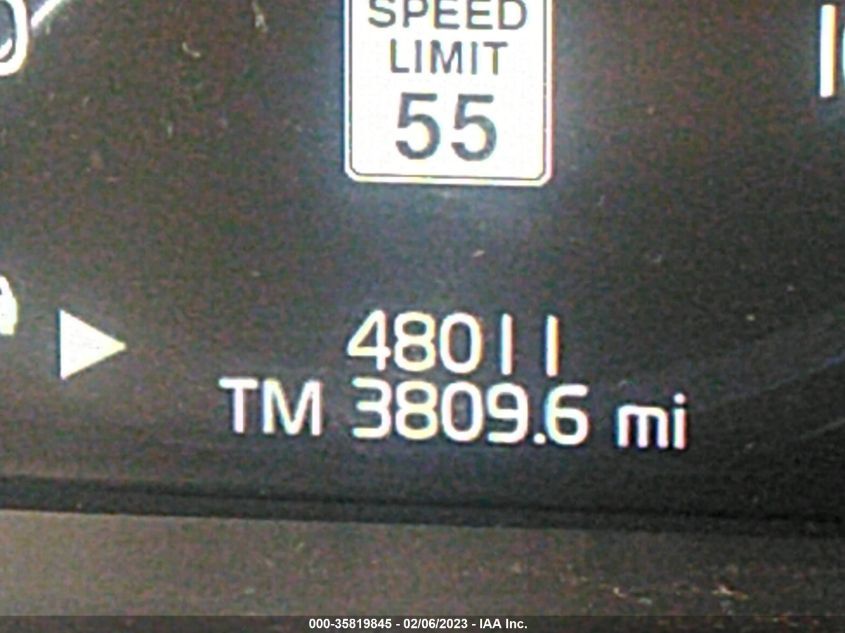 SPEED
LIMIT
55
48011
TM 3809.6 mi
000-35819845 - 02/06/2023 - IAA Inc.